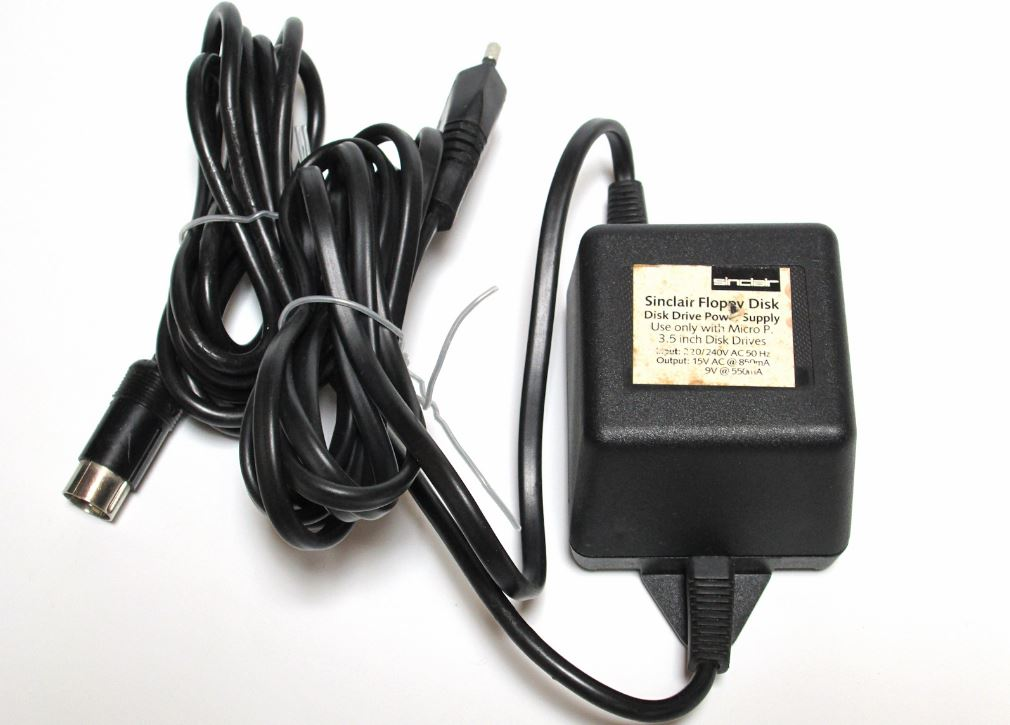 sinclair
Sinclair Floppy Disk
Disk Drive Power Supply
Use only with Micro P.
3.5 inch Disk Drives
Input: 220/240V AC 50 Hz
Output: 15V AC @ 850mA
9V @ 550mA